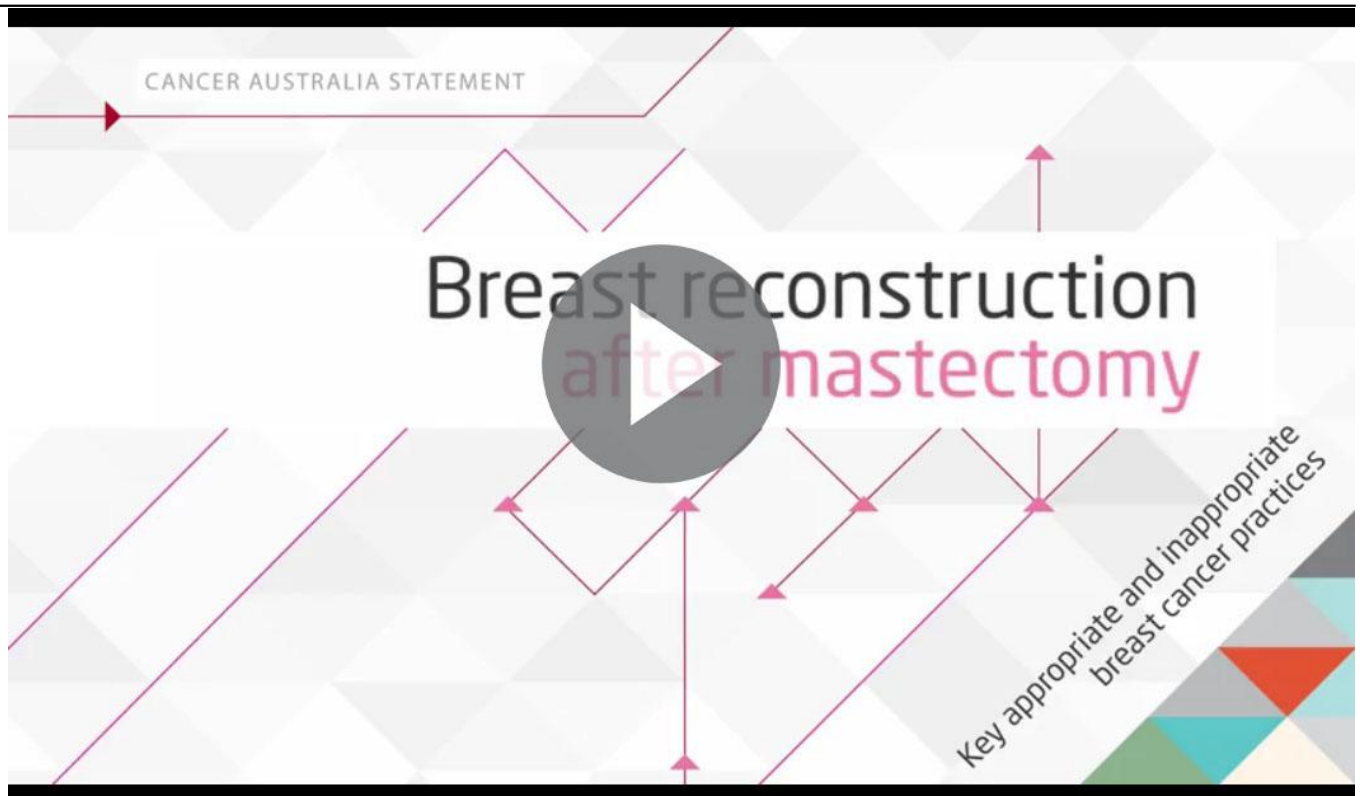 CANCER AUSTRALIA STATEMENT
Breast reconstruction
after mastectomy
Key appropriate and inappropriate
breast cancer practices